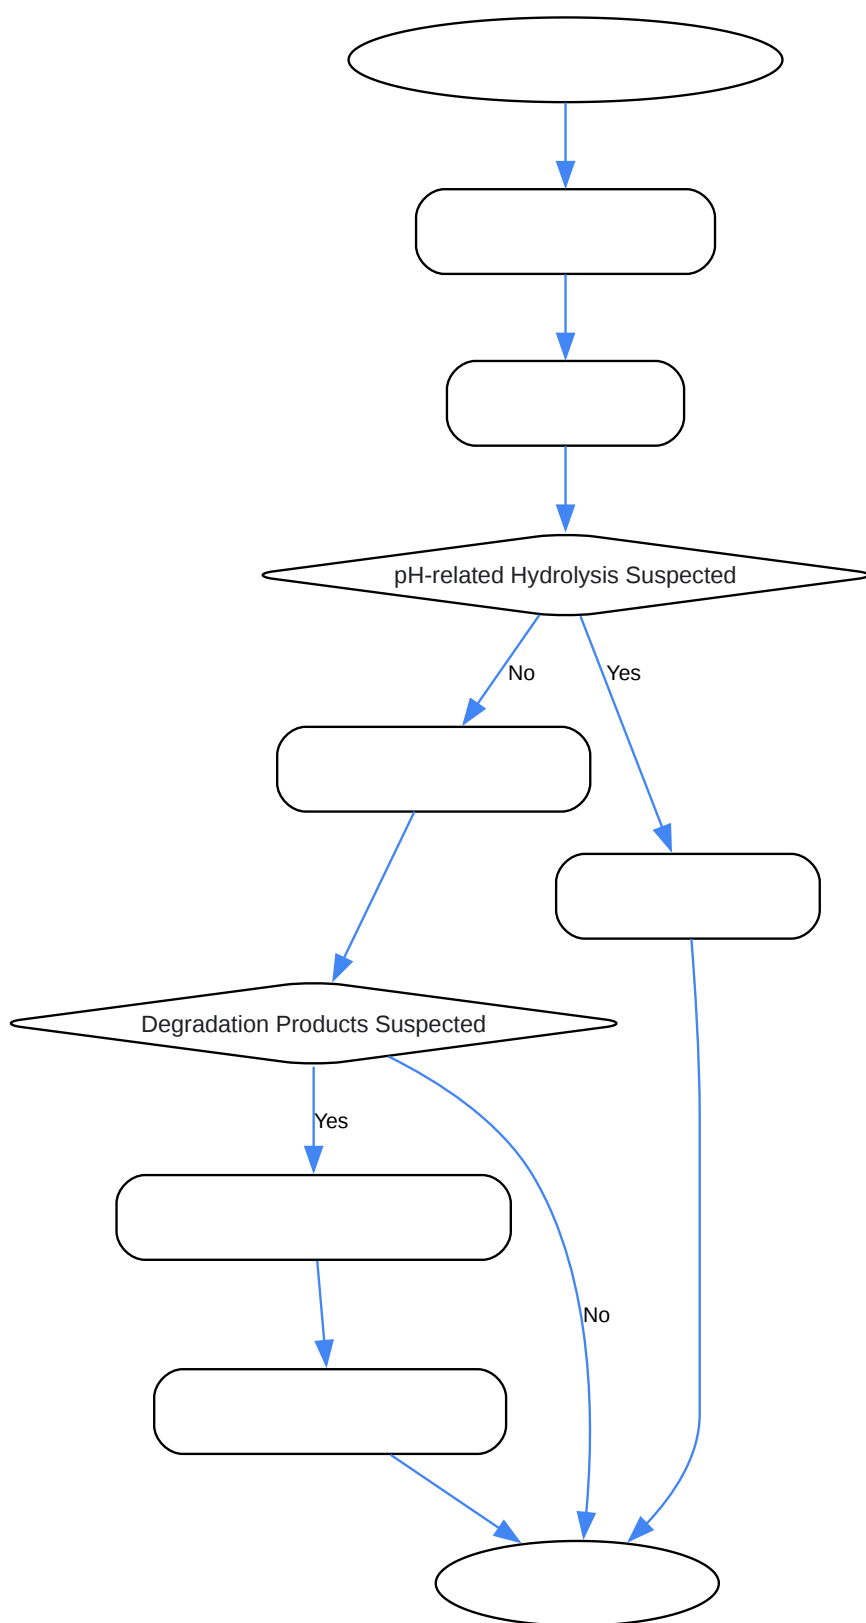 pH-related Hydrolysis Suspected
No
Yes
Degradation Products Suspected
Yes
No